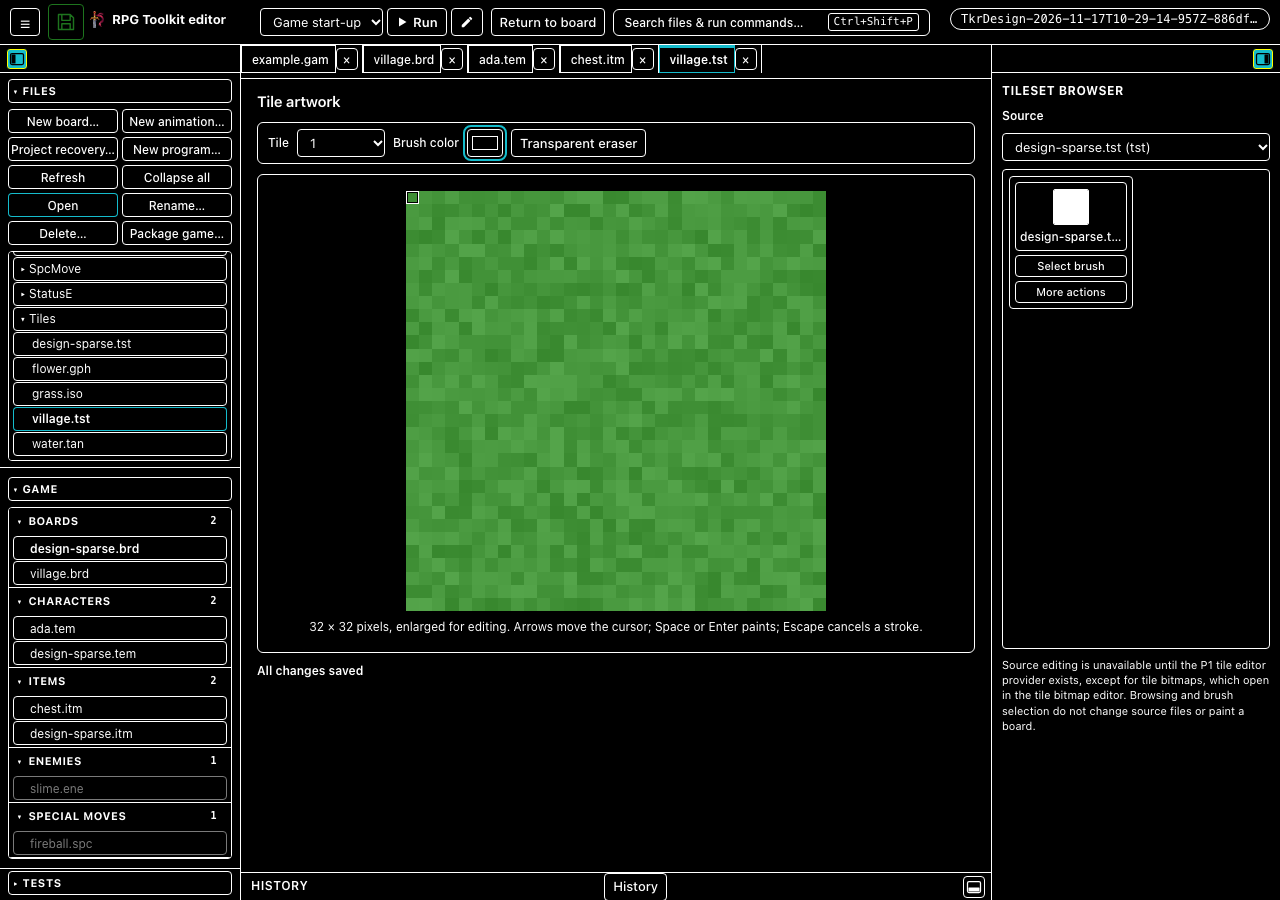 RPG Toolkit editor
Game start-up
Run
Return to board
Search files & run commands...
Ctrl+Shift+P
TkrDesign-2026-11-17T10-29-14-957Z-886df…
FILES
New board...
New animation...
Project recovery...
New program...
Refresh
Collapse all
Open
Rename...
Delete...
Package game...
SpcMove
StatusE
Tiles
design-sparse.tst
flower.gph
grass.iso
village.tst
water.tan
GAME
BOARDS 2
design-sparse.brd
village.brd
CHARACTERS 2
ada.tem
design-sparse.tem
ITEMS 2
chest.itm
design-sparse.itm
ENEMIES 1
slime.ene
SPECIAL MOVES 1
fireball.spc
TESTS
example.gam ×
village.brd ×
ada.tem ×
chest.itm ×
village.tst ×
Tile artwork
Tile
1
Brush color
Transparent eraser
32 × 32 pixels, enlarged for editing. Arrows move the cursor; Space or Enter paints; Escape cancels a stroke.
All changes saved
HISTORY
History
TILESET BROWSER
Source
design-sparse.tst (tst)
design-sparse.t...
Select brush
More actions
Source editing is unavailable until the P1 tile editor
provider exists, except for tile bitmaps, which open
in the tile bitmap editor. Browsing and brush
selection do not change source files or paint a
board.